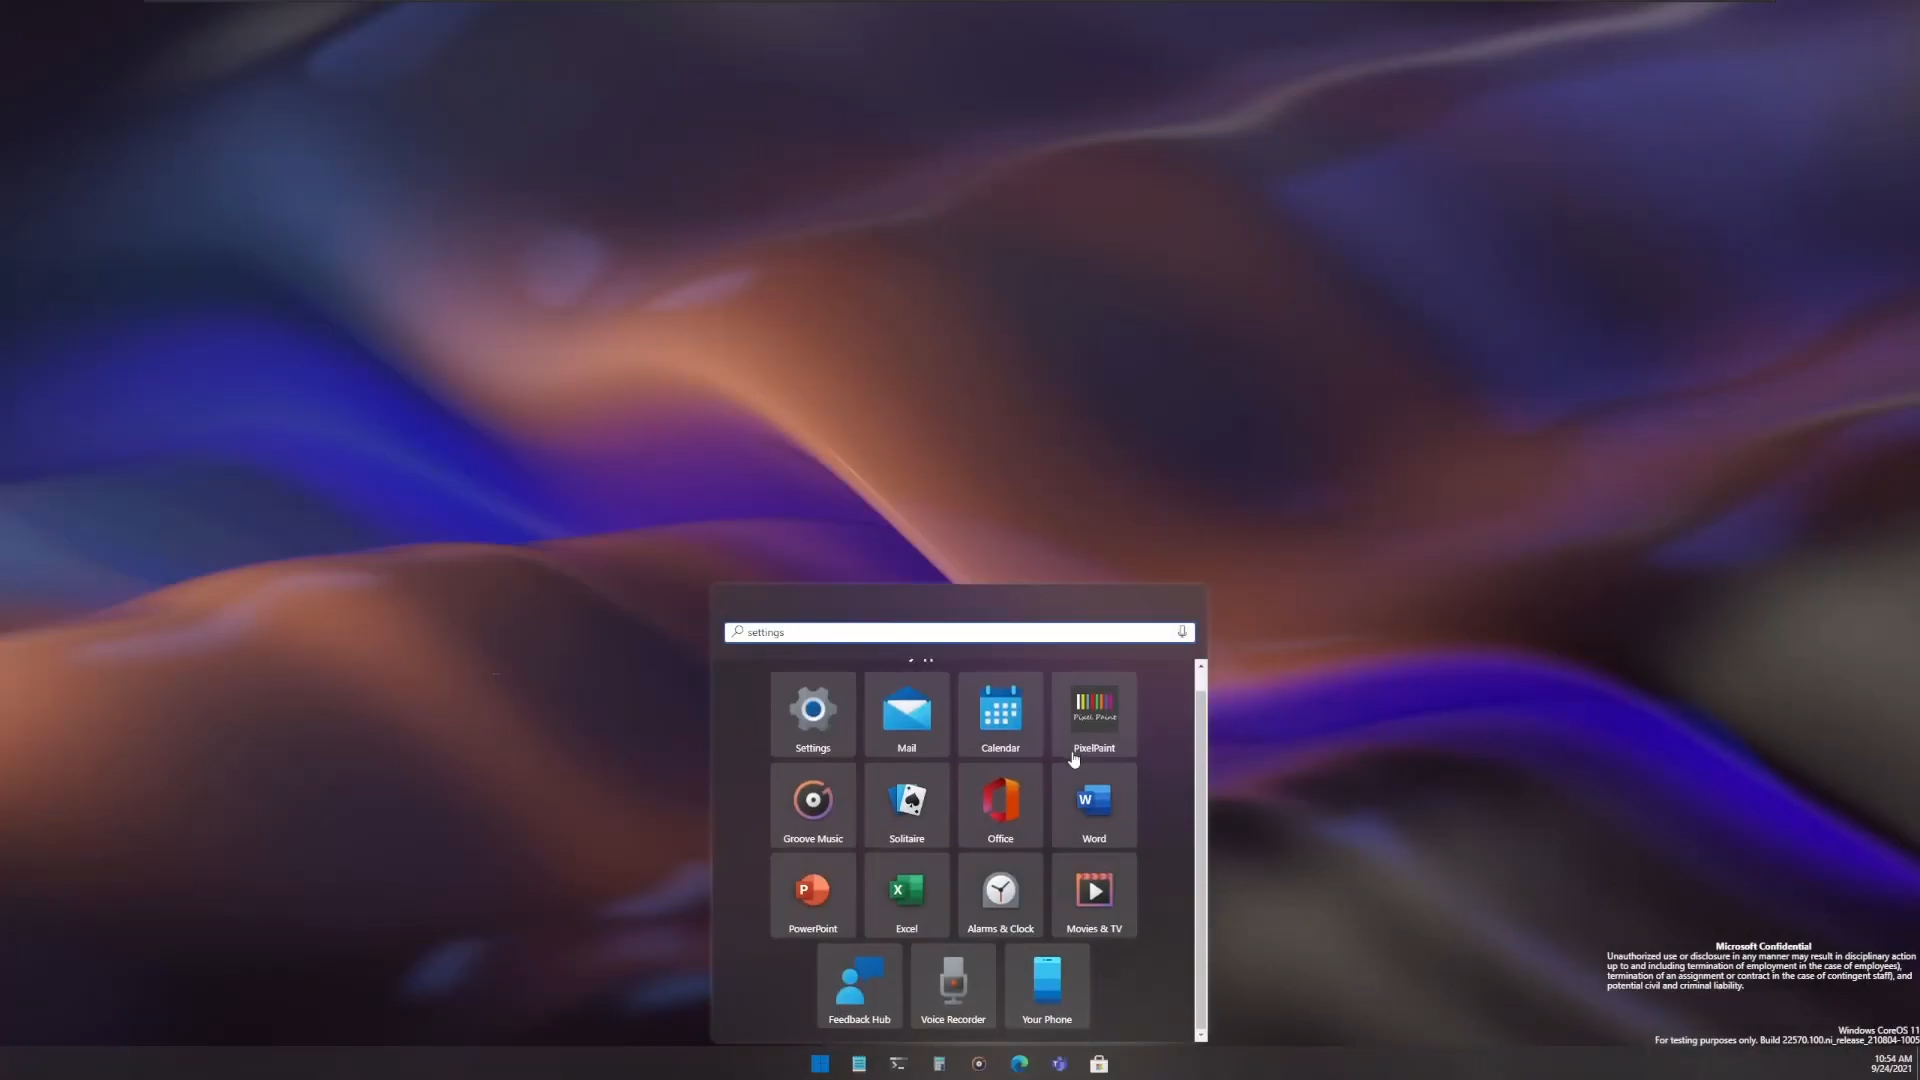 settings
Settings
Mail
Calendar
Pixel Paint
PixelPaint
Groove Music
Solitaire
Office
W
Word
P
PowerPoint
X
Excel
Alarms & Clock
Movies & TV
Feedback Hub
Voice Recorder
Your Phone
Microsoft Confidential
Unauthorized use or disclosure in any manner may result in disciplinary action
up to and including termination of employment in the case of employees),
termination of an assignment or contract in the case of contingent staff), and
potential civil and criminal liability.
Windows CoreOS 11
For testing purposes only. Build 22570.100.ni_release_210804-1005
10:54 AM
9/24/2021